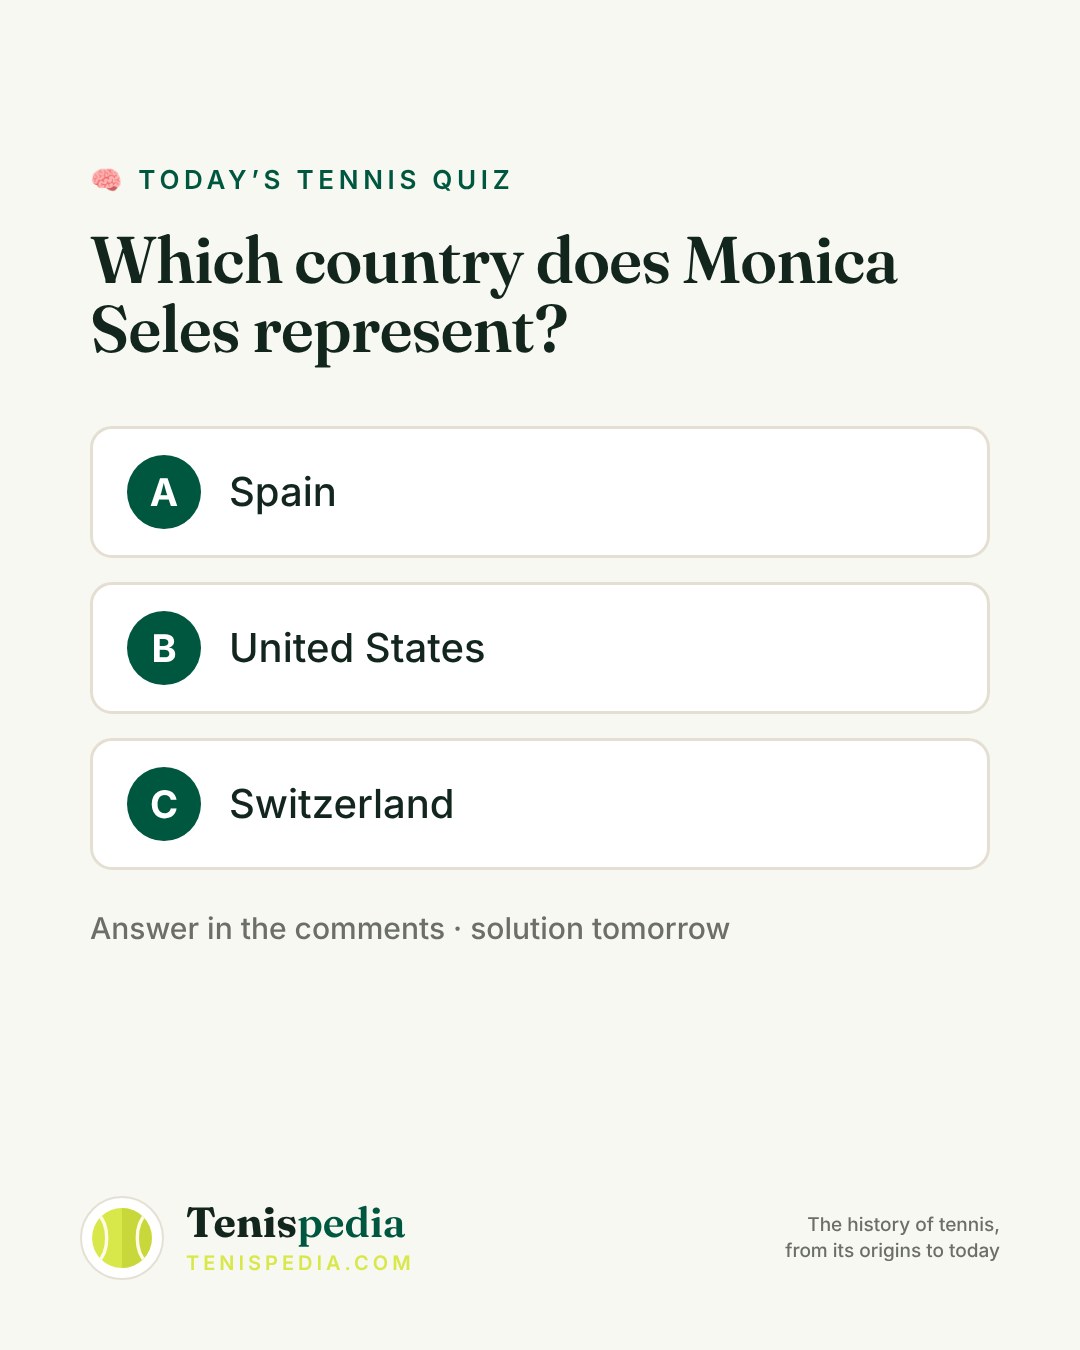 🧠 TODAY’S TENNIS QUIZ
Which country does Monica
Seles represent?
A Spain
B United States
C Switzerland
Answer in the comments · solution tomorrow
Tenispedia
TENISPEDIA.COM
The history of tennis,
from its origins to today